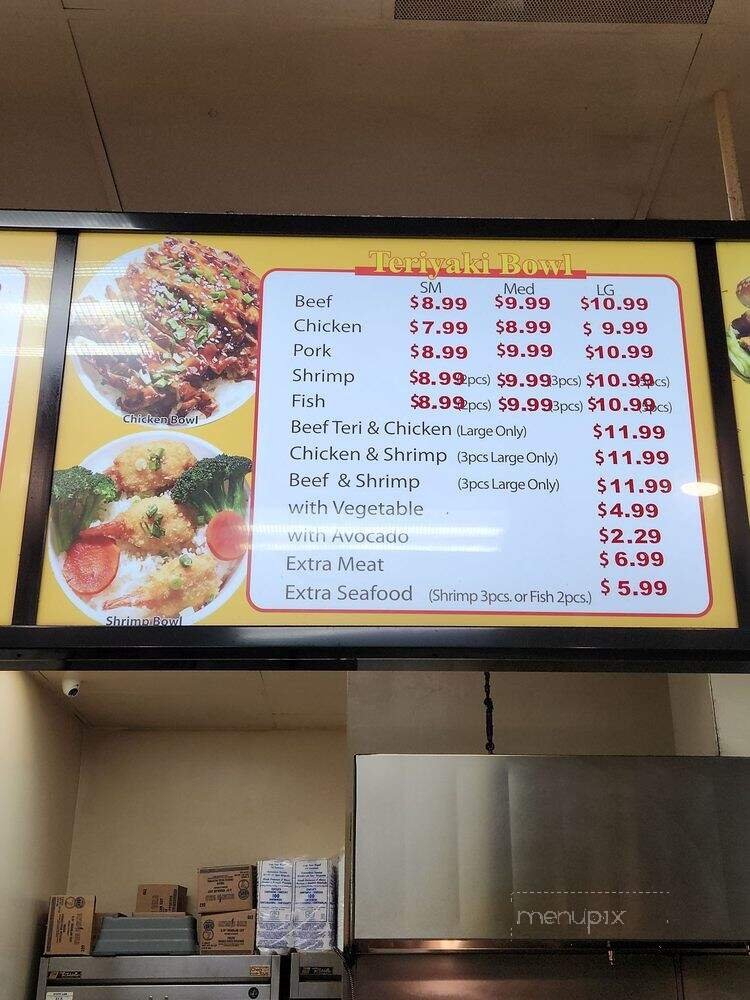 Teriyaki Bowl
SM Med LG
Beef $8.99 $9.99 $10.99
Chicken $7.99 $8.99 $ 9.99
Pork $8.99 $9.99 $10.99
Shrimp $8.99 2pcs) $9.99 3pcs) $10.99 pcs)
Fish $8.99 2pcs) $9.99 3pcs) $10.99 pcs)
Beef Teri & Chicken (Large Only) $11.99
Chicken & Shrimp (3pcs Large Only) $11.99
Beef & Shrimp (3pcs Large Only) $11.99
with Vegetable $4.99
with Avocado $2.29
Extra Meat $6.99
Extra Seafood (Shrimp 3pcs. or Fish 2pcs.) $5.99
Chicken Bowl
Shrimp Bowl
menupix